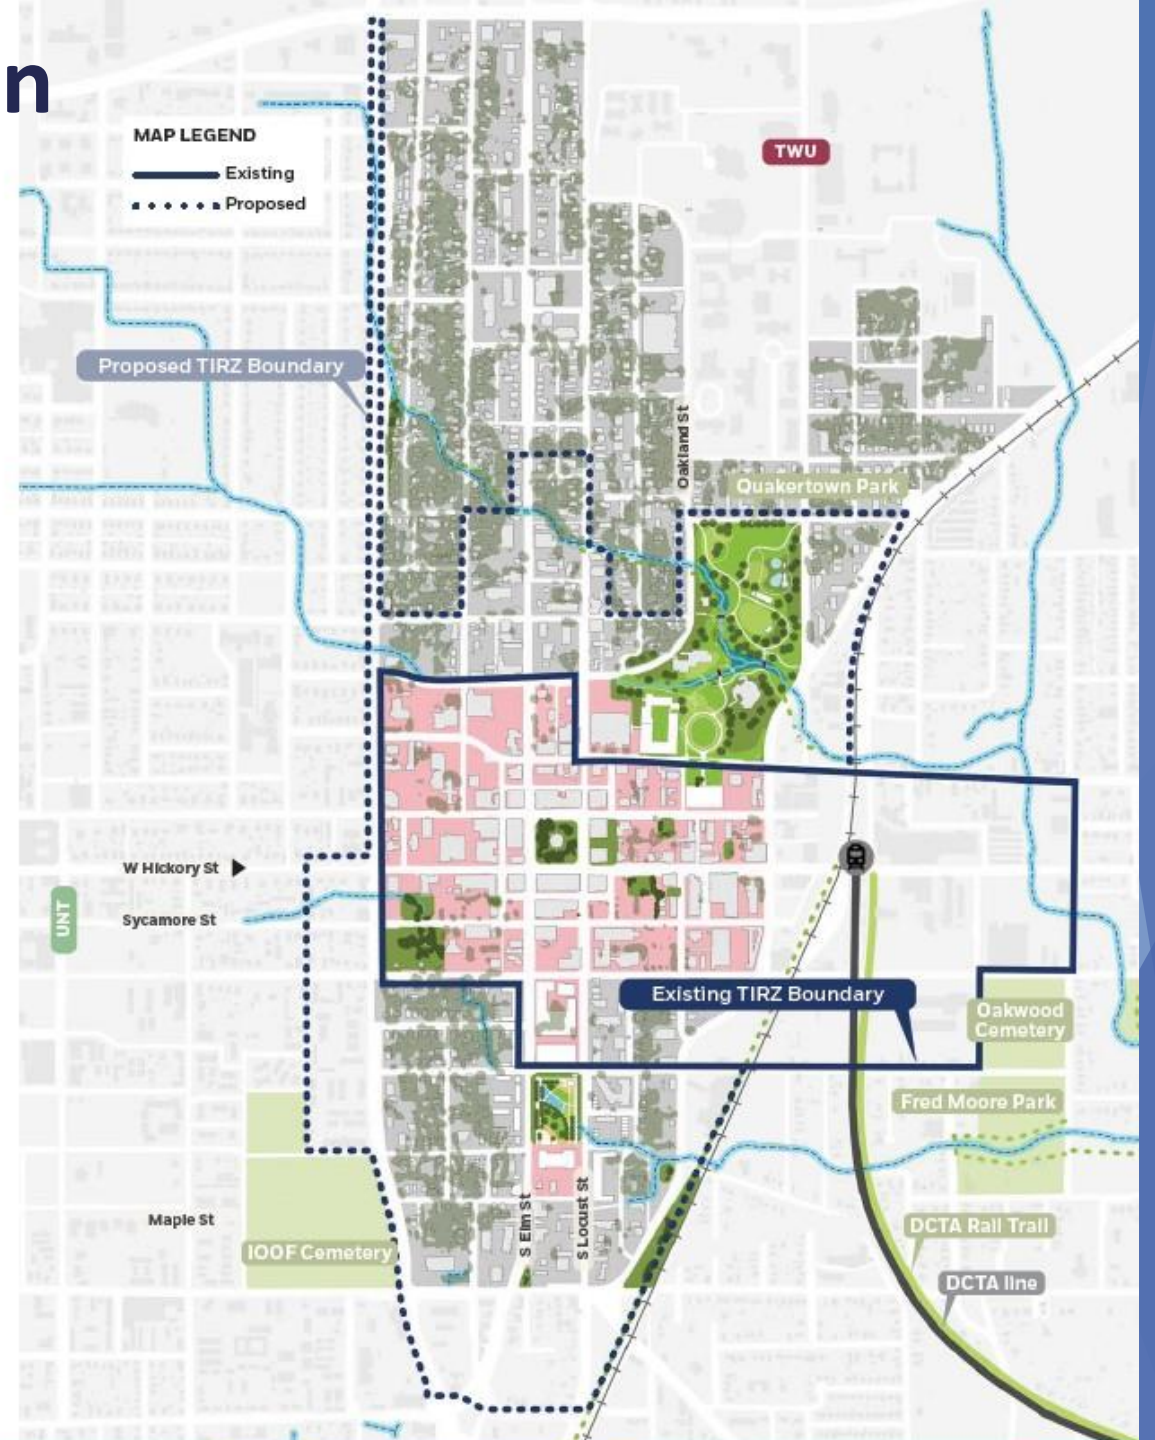 n
MAP LEGEND
Existing
Proposed
TWU
Proposed TIRZ Boundary
Oakland St
Quakertown Park
W Hickory St
UNT
Sycamore St
Existing TIRZ Boundary
Oakwood
Cemetery
Fred Moore Park
S Elm St
S Locust St
Maple St
IOOF Cemetery
DCTA Rail Trail
DCTA line